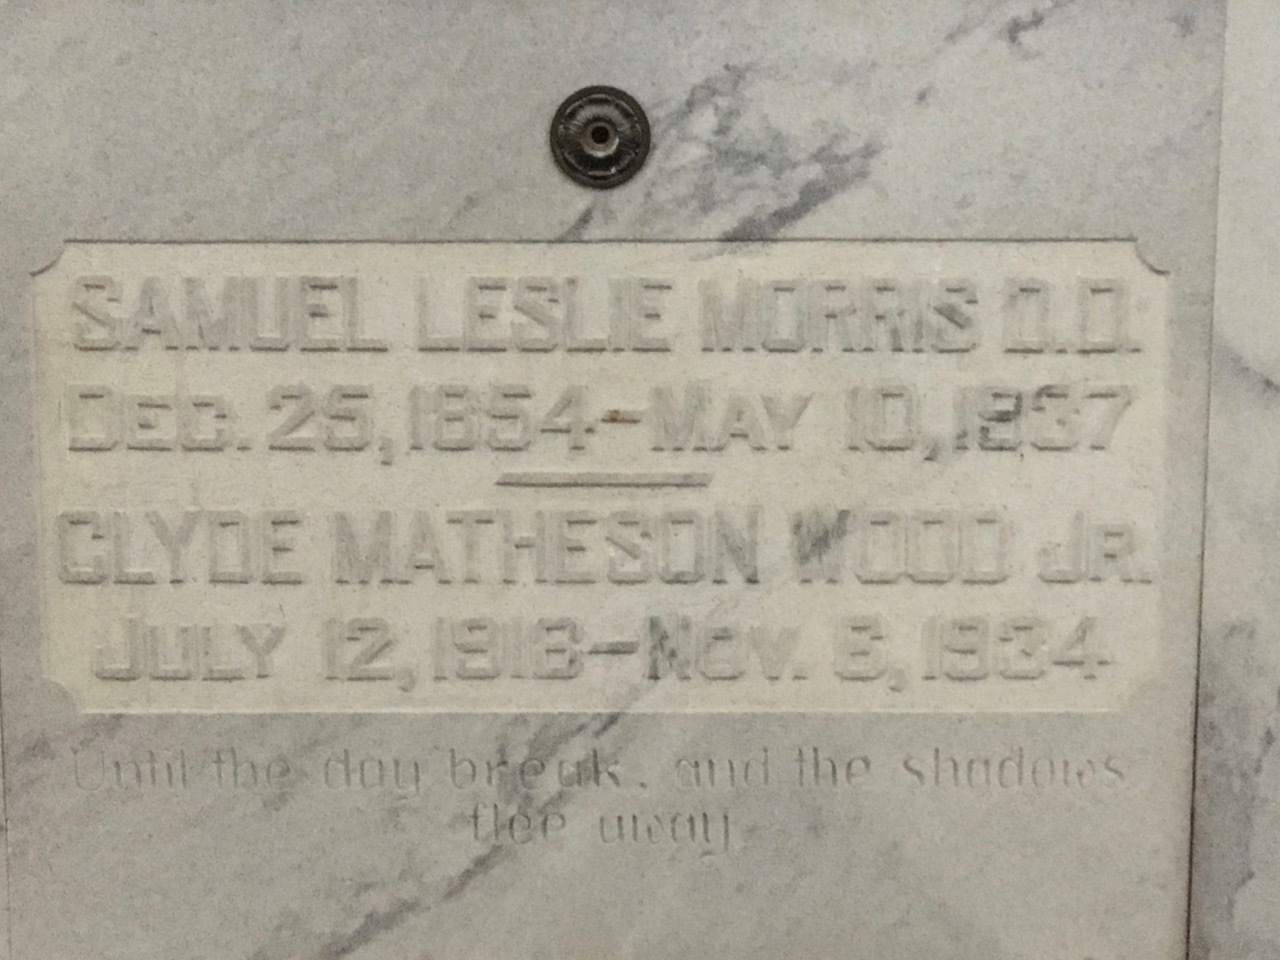 SAMUEL LESLIE MORRIS D.D.
DEC. 25, 1854 – MAY 10, 1937
CLYDE MATHESON WOOD JR.
JULY 12, 1913 – NOV. 6, 1934
Until the day break, and the shadows
flee away